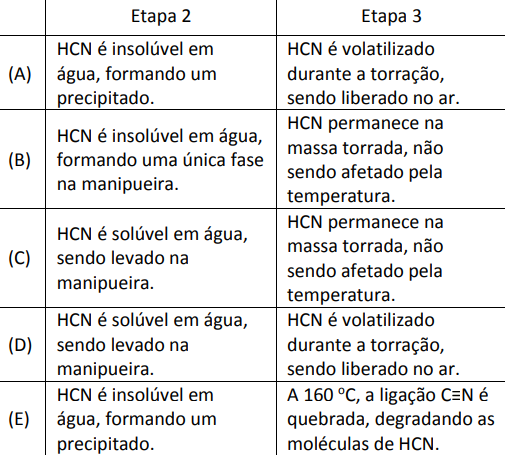 Etapa 2 Etapa 3
(A) HCN é insolúvel em água, formando um precipitado. HCN é volatilizado durante a torração, sendo liberado no ar.
(B) HCN é insolúvel em água, formando uma única fase na manipueira. HCN permanece na massa torrada, não sendo afetado pela temperatura.
(C) HCN é solúvel em água, sendo levado na manipueira. HCN permanece na massa torrada, não sendo afetado pela temperatura.
(D) HCN é solúvel em água, sendo levado na manipueira. HCN é volatilizado durante a torração, sendo liberado no ar.
(E) HCN é insolúvel em água, formando um precipitado. A 160 ºC, a ligação C≡N é quebrada, degradando as moléculas de HCN.